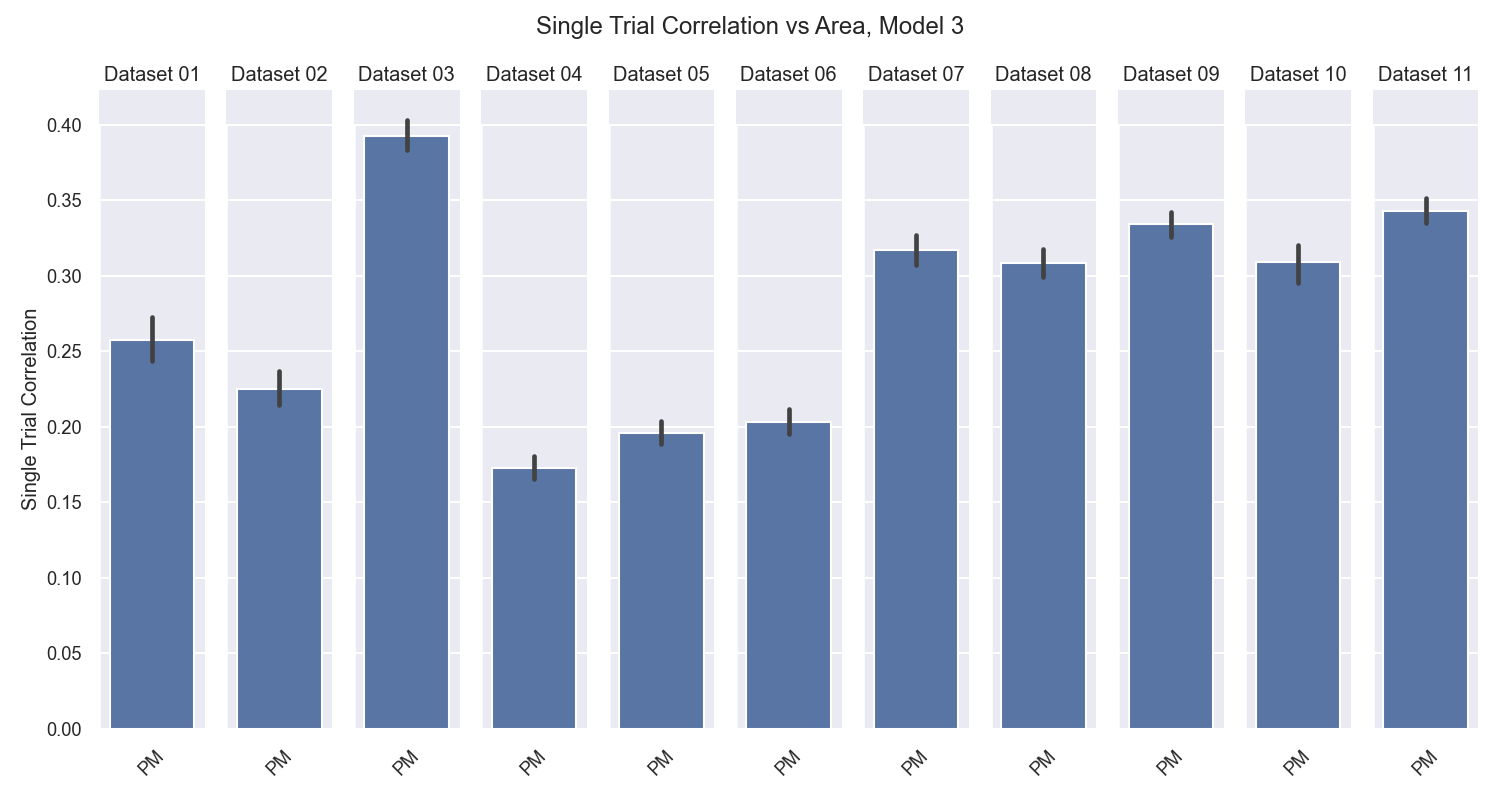 Single Trial Correlation vs Area, Model 3
Dataset 01
Dataset 02
Dataset 03
Dataset 04
Dataset 05
Dataset 06
Dataset 07
Dataset 08
Dataset 09
Dataset 10
Dataset 11
Single Trial Correlation
0.40
0.35
0.30
0.25
0.20
0.15
0.10
0.05
0.00
PM
PM
PM
PM
PM
PM
PM
PM
PM
PM
PM